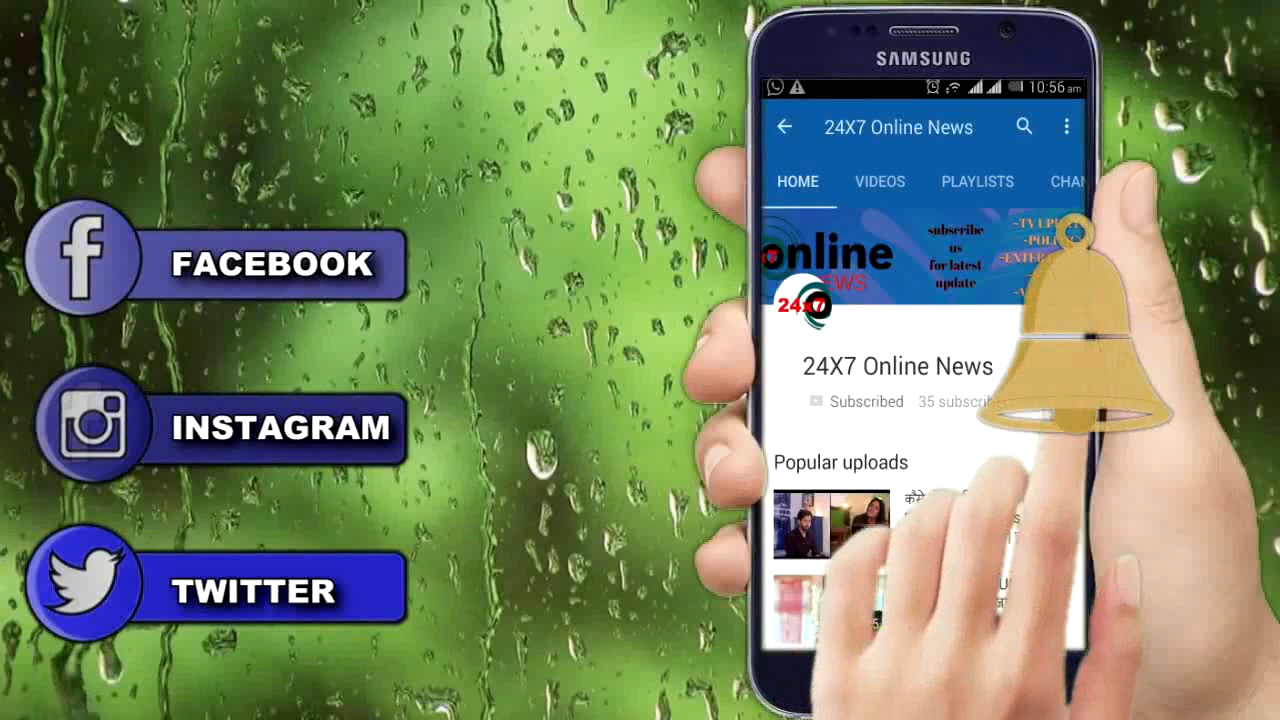 FACEBOOK
INSTAGRAM
TWITTER
SAMSUNG
10:56 am
24X7 Online News
HOME VIDEOS PLAYLISTS
online
NEWS
subscribe
us
for latest
update
24x7
24X7 Online News
Subscribed 35
Popular uploads